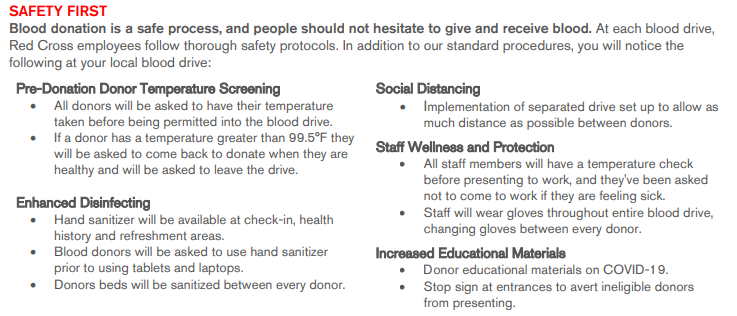 SAFETY FIRST
Blood donation is a safe process, and people should not hesitate to give and receive blood. At each blood drive,
Red Cross employees follow thorough safety protocols. In addition to our standard procedures, you will notice the
following at your local blood drive:
Pre-Donation Donor Temperature Screening
• All donors will be asked to have their temperature
taken before being permitted into the blood drive.
• If a donor has a temperature greater than 99.5°F they
will be asked to come back to donate when they are
healthy and will be asked to leave the drive.
Enhanced Disinfecting
• Hand sanitizer will be available at check-in, health
history and refreshment areas.
• Blood donors will be asked to use hand sanitizer
prior to using tablets and laptops.
• Donors beds will be sanitized between every donor.
Social Distancing
• Implementation of separated drive set up to allow as
much distance as possible between donors.
Staff Wellness and Protection
• All staff members will have a temperature check
before presenting to work, and they've been asked
not to come to work if they are feeling sick.
• Staff will wear gloves throughout entire blood drive,
changing gloves between every donor.
Increased Educational Materials
• Donor educational materials on COVID-19.
• Stop sign at entrances to avert ineligible donors
from presenting.